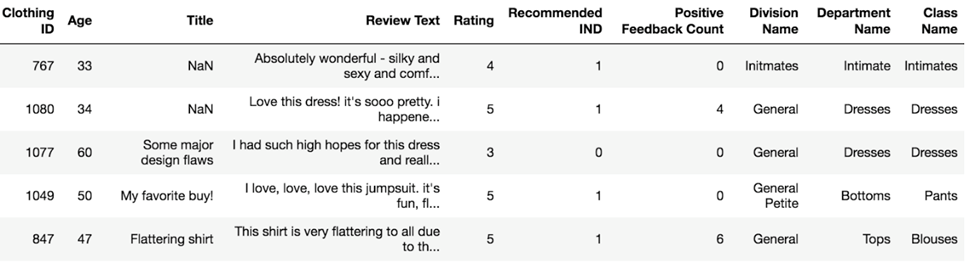 Clothing ID Age Title Review Text Rating Recommended IND Positive Feedback Count Division Name Department Name Class Name
767 33 NaN Absolutely wonderful - silky and sexy and comf... 4 1 0 Initmates Intimate Intimates
1080 34 NaN Love this dress! it's sooo pretty. i happene... 5 1 4 General Dresses Dresses
1077 60 Some major design flaws I had such high hopes for this dress and reall... 3 0 0 General Dresses Dresses
1049 50 My favorite buy! I love, love, love this jumpsuit. it's fun, fl... 5 1 0 General Petite Bottoms Pants
847 47 Flattering shirt This shirt is very flattering to all due to th... 5 1 6 General Tops Blouses